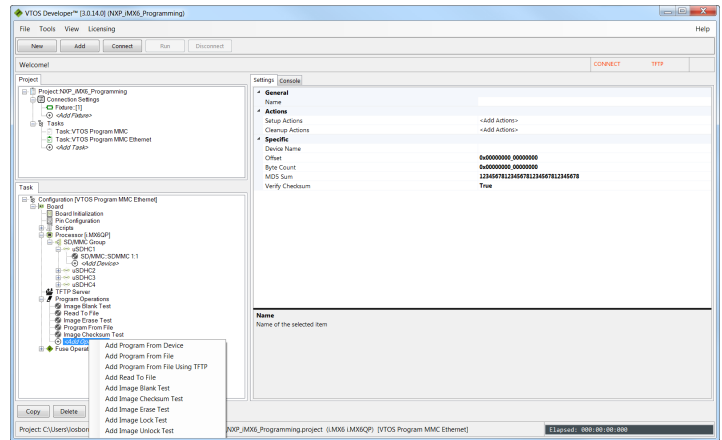 VTOS Developer™ [3.0.14.0] (NXP_iMX6_Programming)
File Tools View Licensing Help
New Add Connect Run Disconnect
Welcome! CONNECT TFTP
Project
Project:NXP_iMX6_Programming
Connection Settings
Fixture::[1]
<Add Fixture>
Tasks
Task::VTOS Program MMC
Task::VTOS Program MMC Ethernet
<Add Task>
Task
Configuration [VTOS Program MMC Ethernet]
Board
Board Initialization
Pin Configuration
Scripts
Processor [i.MX6QP]
SD/MMC Group
uSDHC1
SD/MMC::SDMMC 1:1
<Add Device>
uSDHC2
uSDHC3
uSDHC4
TFTP Server
Program Operations
Image Blank Test
Read To File
Image Erase Test
Program From File
Image Checksum Test
Fuse Operat
Add Program From Device
Add Program From File
Add Program From File Using TFTP
Add Read To File
Add Image Blank Test
Add Image Checksum Test
Add Image Erase Test
Add Image Lock Test
Add Image Unlock Test
Settings Console
General
Name
Actions
Setup Actions <Add Actions>
Cleanup Actions <Add Actions>
Specific
Device Name
Offset 0x00000000_00000000
Byte Count 0x00000000_00000000
MD5 Sum 12345678123456781234567812345678
Verify Checksum True
Name
Name of the selected item
Copy Delete
Project: C:\Users\losbor NXP_iMX6_Programming.project (i.MX6 i.MX6QP) [VTOS Program MMC Ethernet] Elapsed: 000:00:00:000